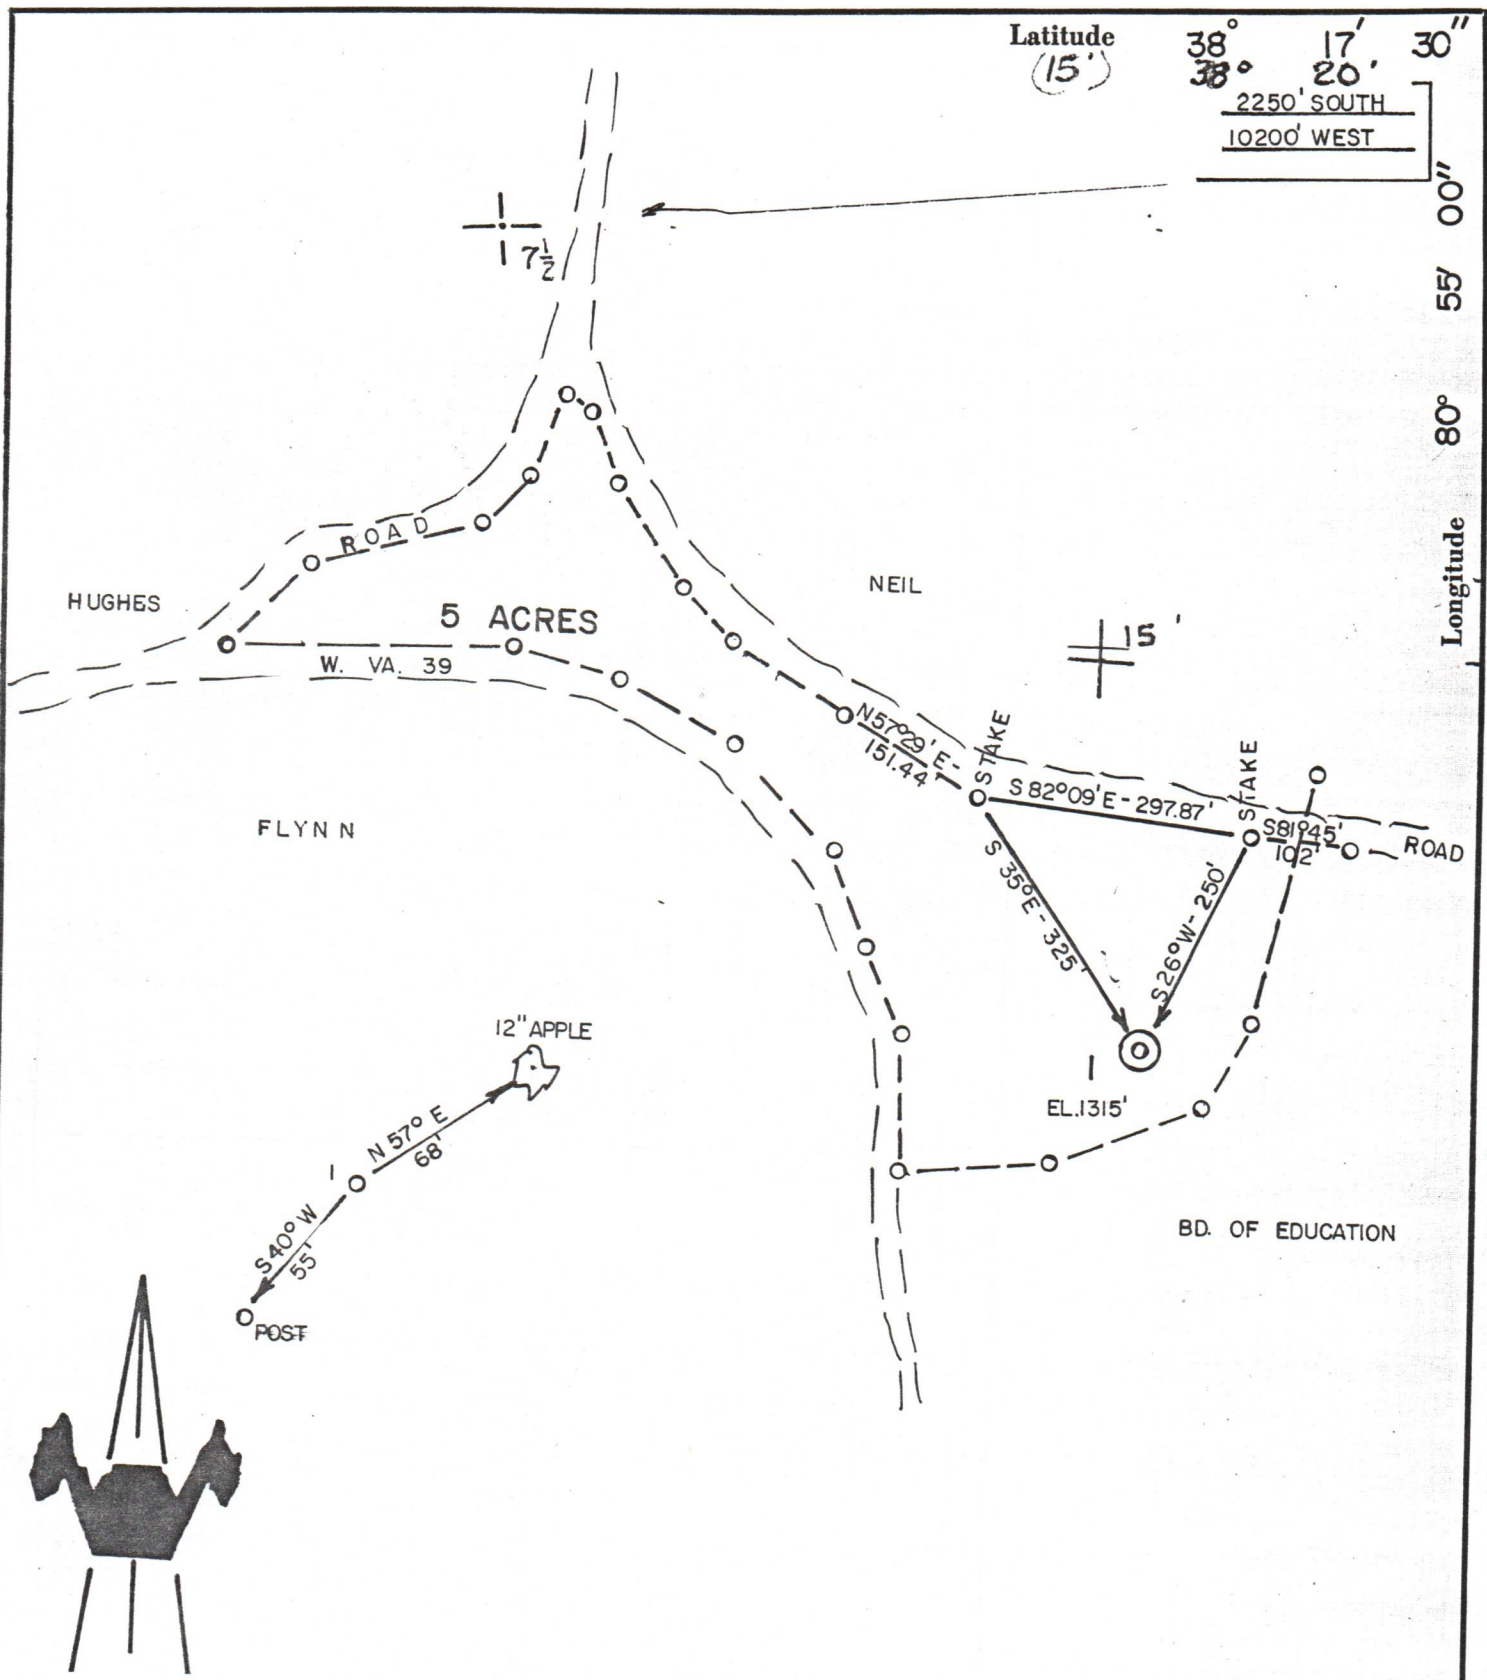 Latitude 38° 17' 30"
(15') 38° 20'
2250' SOUTH
10200' WEST
Longitude 80° 55' 00"
7½
ROAD
HUGHES
5 ACRES
NEIL
15'
W. VA. 39
N57°29'E-
151.44'
STAKE
STAKE
S 82°09'E-297.87'
S81°45'
102'
ROAD
FLYNN
S 35°E-325'
S26°W-250'
12" APPLE
1
EL.1315'
N 57° E
68'
1
S40°W
55'
BD. OF EDUCATION
POST